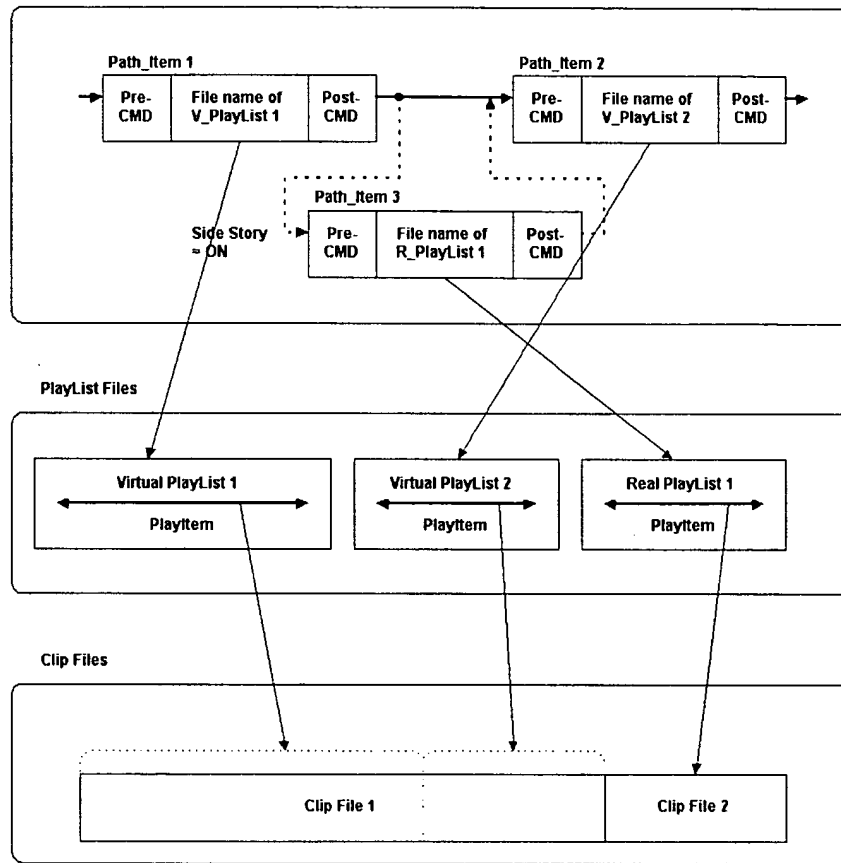 Path_Item 1
Pre-
CMD
File name of
V_PlayList 1
Post-
CMD
Path_Item 2
Pre-
CMD
File name of
V_PlayList 2
Post-
CMD
Path_Item 3
Side Story
= ON
Pre-
CMD
File name of
R_PlayList 1
Post-
CMD
PlayList Files
Virtual PlayList 1
PlayItem
Virtual PlayList 2
PlayItem
Real PlayList 1
PlayItem
Clip Files
Clip File 1
Clip File 2